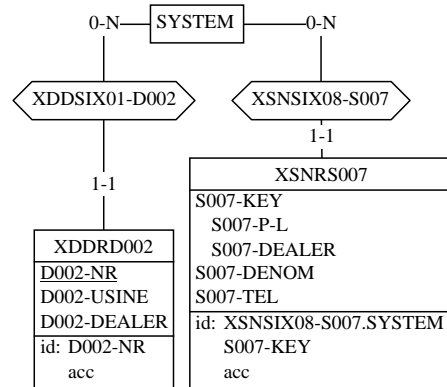 0-N SYSTEM 0-N
XDDSIX01-D002 XSNSIX08-S007
1-1
1-1
XSNRS007
S007-KEY
S007-P-L
S007-DEALER
S007-DENOM
S007-TEL
id: XSNSIX08-S007.SYSTEM
S007-KEY
acc
XDDRD002
D002-NR
D002-USINE
D002-DEALER
id: D002-NR
acc